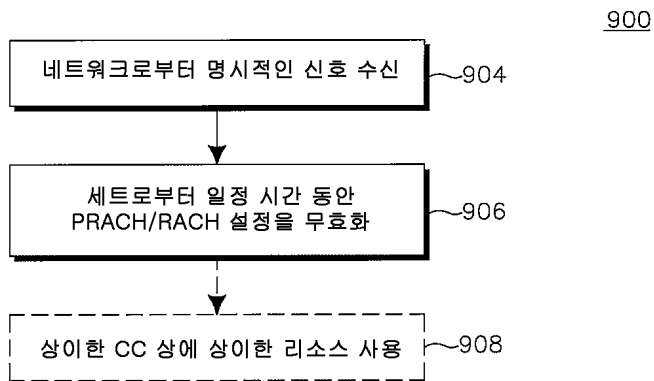 900
네트워크로부터 명시적인 신호 수신
904
세트로부터 일정 시간 동안
PRACH/RACH 설정을 무효화
906
상이한 CC 상에 상이한 리소스 사용
908